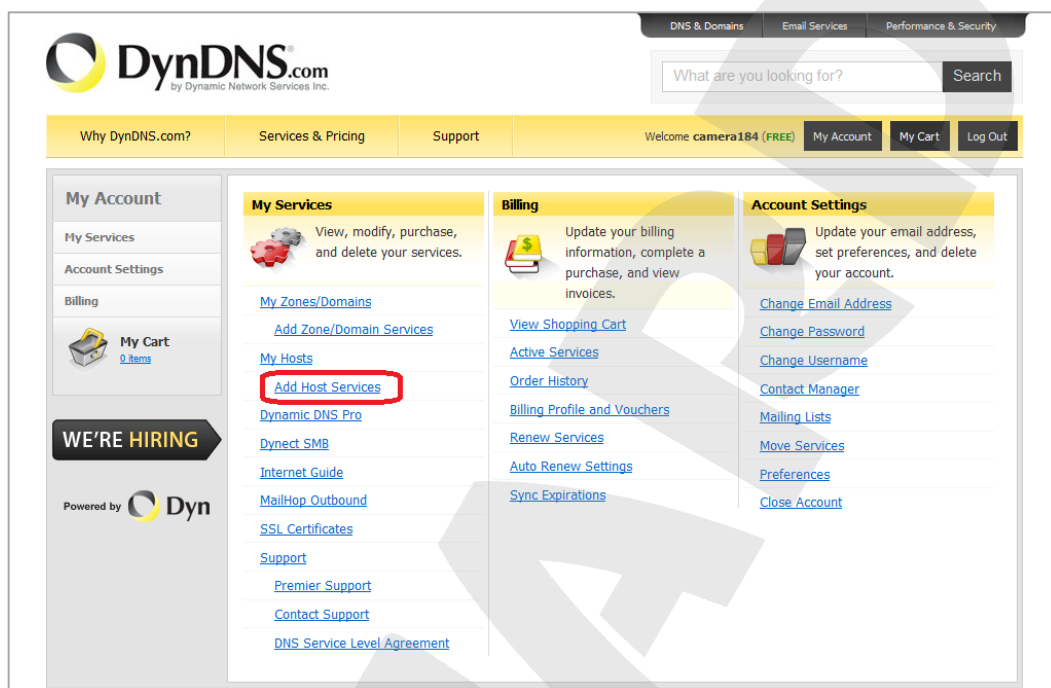 DNS & Domains
Email Services
Performance & Security
DynDNS.com
by Dynamic Network Services Inc.
What are you looking for?
Search
Why DynDNS.com?
Services & Pricing
Support
Welcome camera184 (FREE)
My Account
My Cart
Log Out
My Account
My Services
Account Settings
Billing
My Cart
0 items
WE'RE HIRING
Powered by Dyn
My Services
View, modify, purchase,
and delete your services.
My Zones/Domains
Add Zone/Domain Services
My Hosts
Add Host Services
Dynamic DNS Pro
Dynect SMB
Internet Guide
MailHop Outbound
SSL Certificates
Support
Premier Support
Contact Support
DNS Service Level Agreement
Billing
Update your billing
information, complete a
purchase, and view
invoices.
View Shopping Cart
Active Services
Order History
Billing Profile and Vouchers
Renew Services
Auto Renew Settings
Sync Expirations
Account Settings
Update your email address,
set preferences, and delete
your account.
Change Email Address
Change Password
Change Username
Contact Manager
Mailing Lists
Move Services
Preferences
Close Account